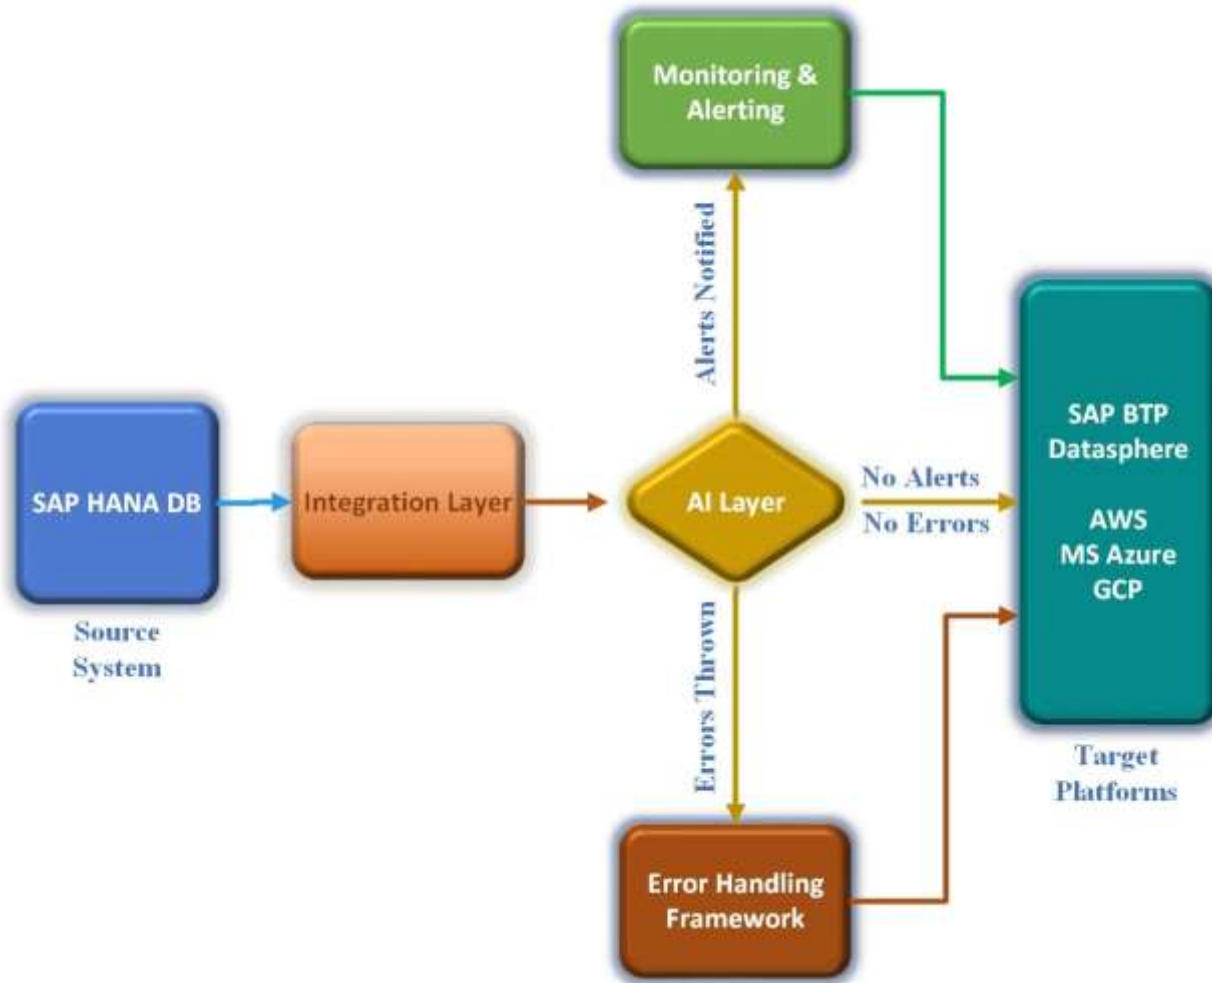 Monitoring &
Alerting
Alerts Notified
SAP HANA DB
Source
System
Integration Layer
AI Layer
No Alerts
No Errors
SAP BTP
Datasphere
AWS
MS Azure
GCP
Target
Platforms
Errors Thrown
Error Handling
Framework